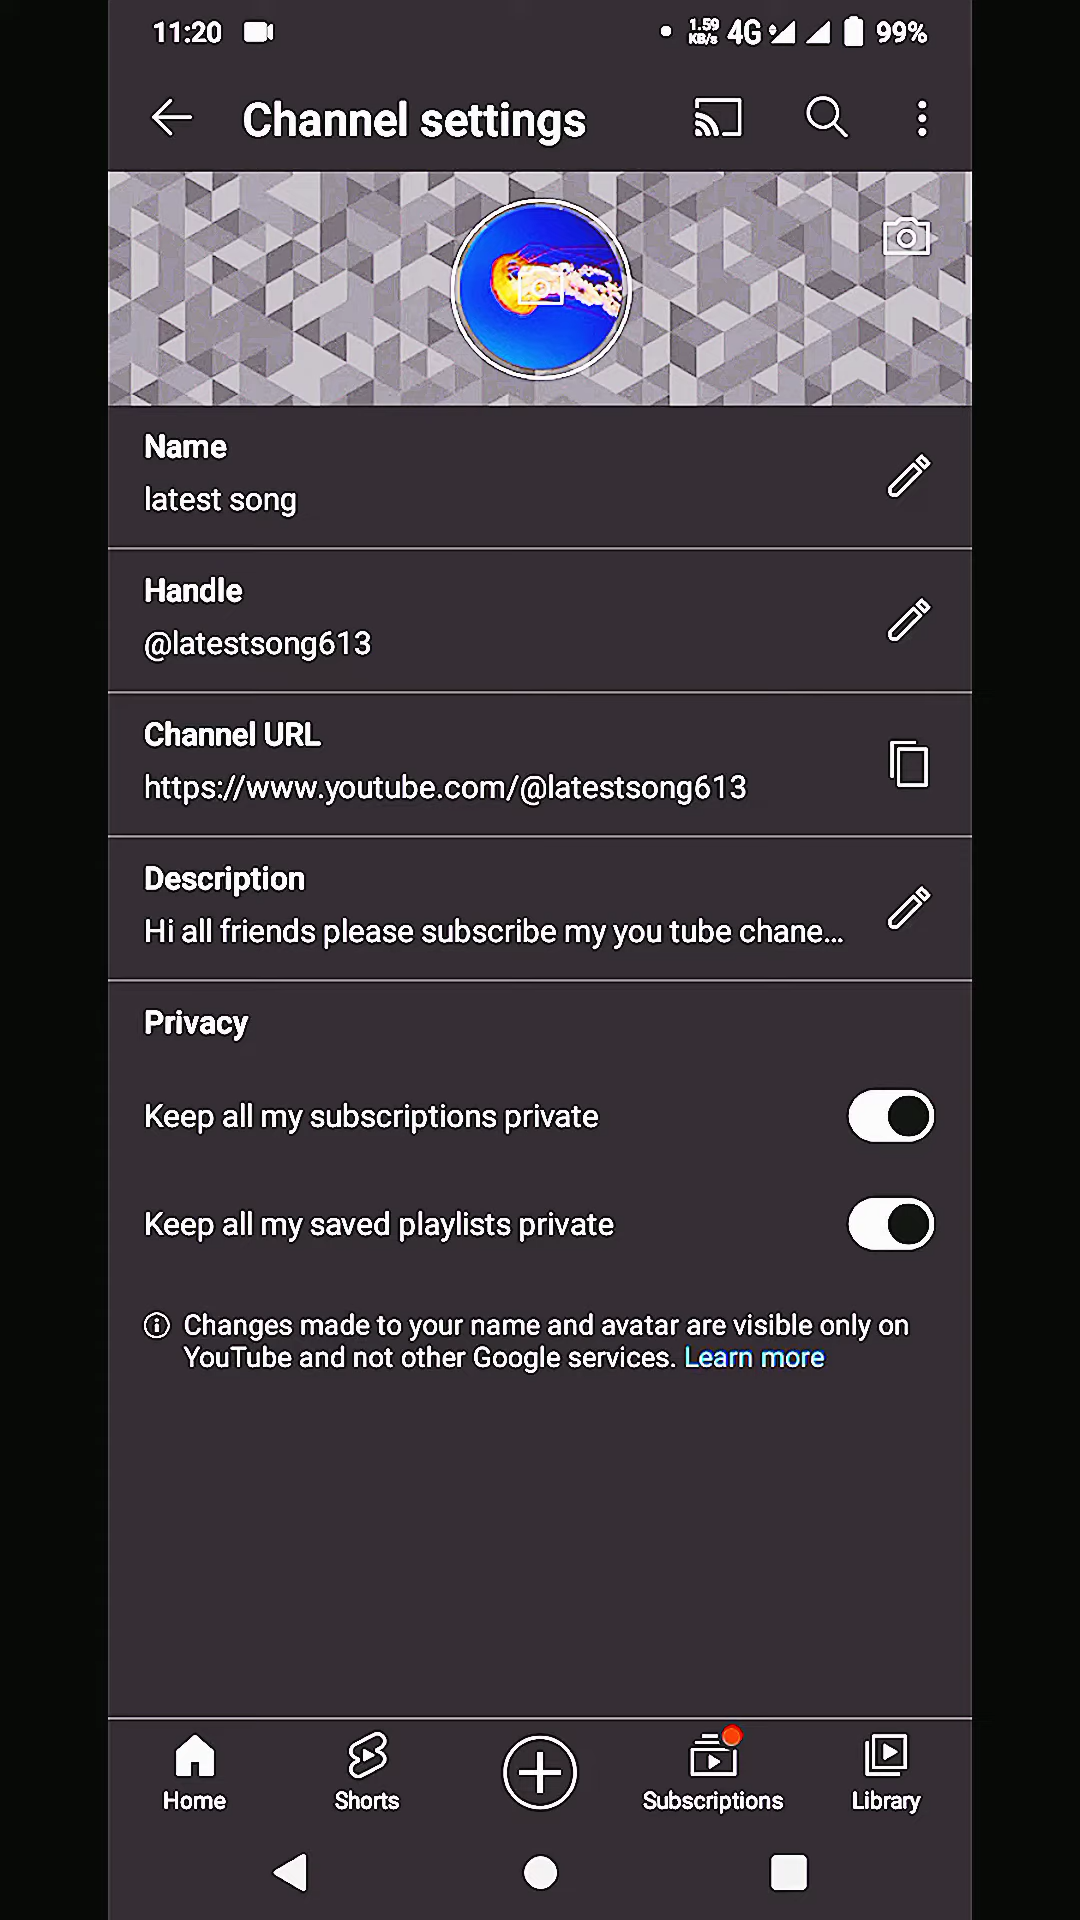 11:20
1.59
KB/s
4G
99%
Channel settings
Name
latest song
Handle
@latestsong613
Channel URL
https://www.youtube.com/@latestsong613
Description
Hi all friends please subscribe my you tube chane...
Privacy
Keep all my subscriptions private
Keep all my saved playlists private
Changes made to your name and avatar are visible only on
YouTube and not other Google services. Learn more
Home
Shorts
Subscriptions
Library